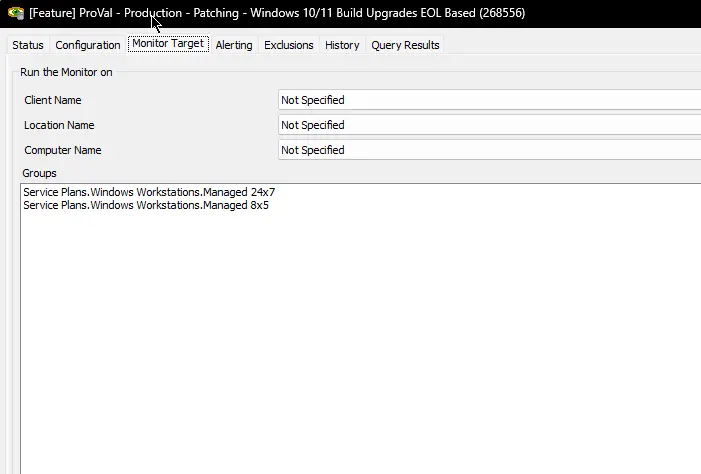 [Feature] ProVal - Production - Patching - Windows 10/11 Build Upgrades EOL Based (268556)
Status Configuration Monitor Target Alerting Exclusions History Query Results
Run the Monitor on
Client Name Not Specified
Location Name Not Specified
Computer Name Not Specified
Groups
Service Plans.Windows Workstations.Managed 24x7
Service Plans.Windows Workstations.Managed 8x5